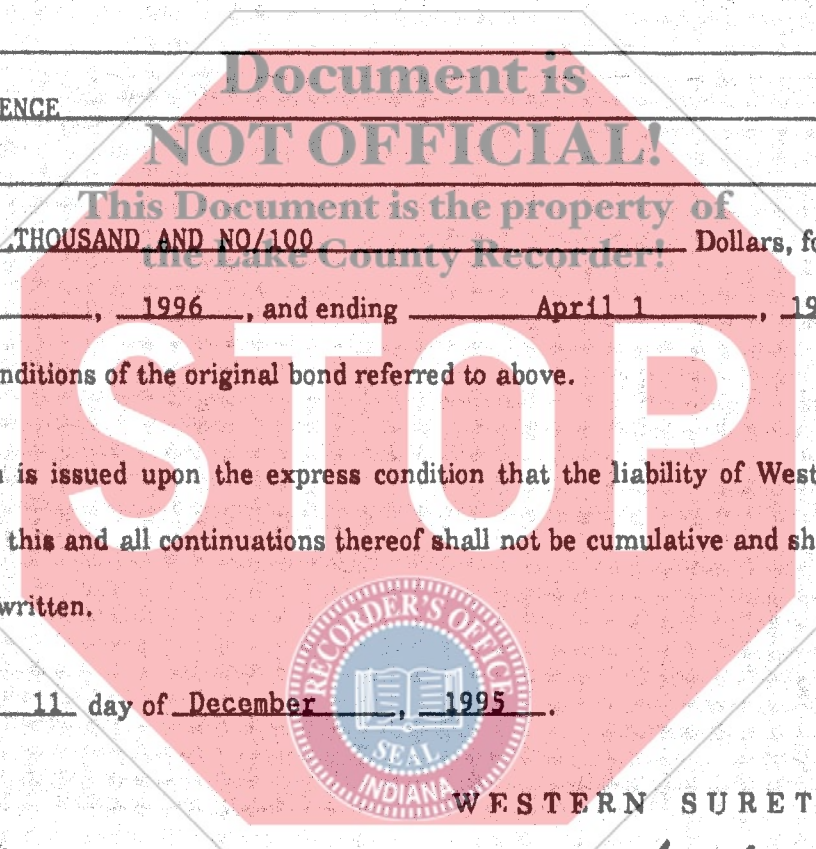 Document is
ENCE
NOT OFFICIAL!
This Document is the property of
THOUSAND AND NO/100 Dollars, fo
the Lake County Recorder!
, 1996 , and ending April 1 , 19
STOP
nditions of the original bond referred to above.
is issued upon the express condition that the liability of West
this and all continuations thereof shall not be cumulative and sh
written.
RECORDER'S OFFICE
11 day of December , 1995 .
SEAL
INDIANA
WESTERN SURET